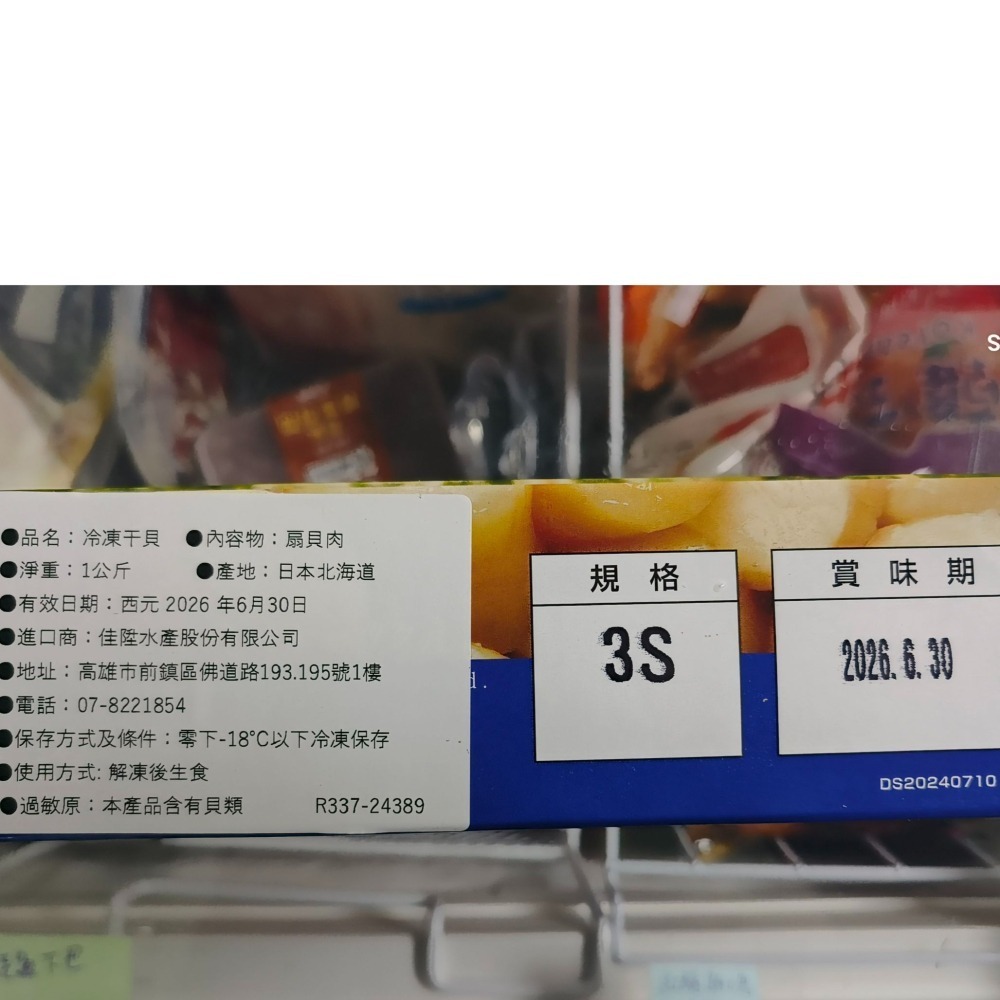 ●品名：冷凍干貝 ●內容物：扇貝肉
●淨重：1公斤 ●產地：日本北海道
●有效日期：西元 2026 年6月30日
●進口商：佳陞水產股份有限公司
●地址：高雄市前鎮區佛道路193.195號1樓
●電話：07-8221854
●保存方式及條件：零下-18°C以下冷凍保存
●使用方式: 解凍後生食
●過敏原：本產品含有貝類 R337-24389
d.
規格
3S
賞味期
2026.6.30
DS20240710
S